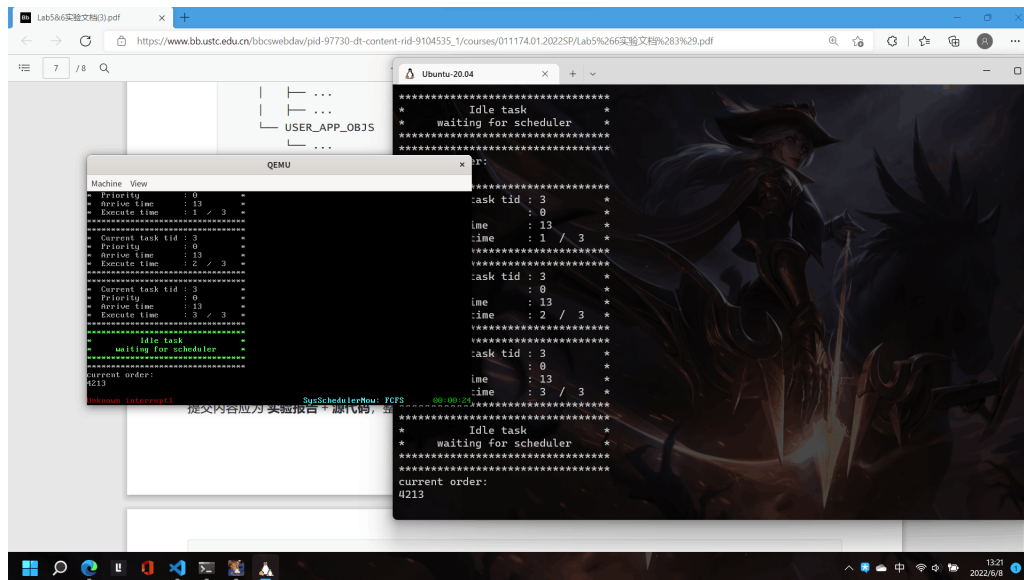 Lab5&6实验文档(3).pdf
https://www.bb.ustc.edu.cn/bbcswebdav/pid-97730-dt-content-rid-9104535_1/courses/011174.01.2022SP/Lab5%266实验文档%283%29.pdf
7 / 8
│ ├── ...
│ ├── ...
└── USER_APP_OBJS
└── ...
QEMU
Machine View
* Priority : 0 *
* Arrive time : 13 *
* Execute time : 1 / 3 *
**********************************
**********************************
* Current task tid : 3 *
* Priority : 0 *
* Arrive time : 13 *
* Execute time : 2 / 3 *
**********************************
**********************************
* Current task tid : 3 *
* Priority : 0 *
* Arrive time : 13 *
* Execute time : 3 / 3 *
**********************************
**********************************
* Idle task *
* waiting for scheduler *
**********************************
**********************************
current order:
4213
Unknown interrupt1 SysSchedulerNow: FCFS 00:00:24
提交内容应为 实验报告 + 源代码，
Ubuntu-20.04
**********************************
* Idle task *
* waiting for scheduler *
**********************************
**********************************
er:
**********************************
task tid : 3 *
: 0 *
ime : 13 *
time : 1 / 3 *
**********************************
**********************************
task tid : 3 *
: 0 *
ime : 13 *
time : 2 / 3 *
**********************************
**********************************
task tid : 3 *
: 0 *
ime : 13 *
time : 3 / 3 *
**********************************
**********************************
* Idle task *
* waiting for scheduler *
**********************************
**********************************
current order:
4213
中
13:21
2022/6/8
1